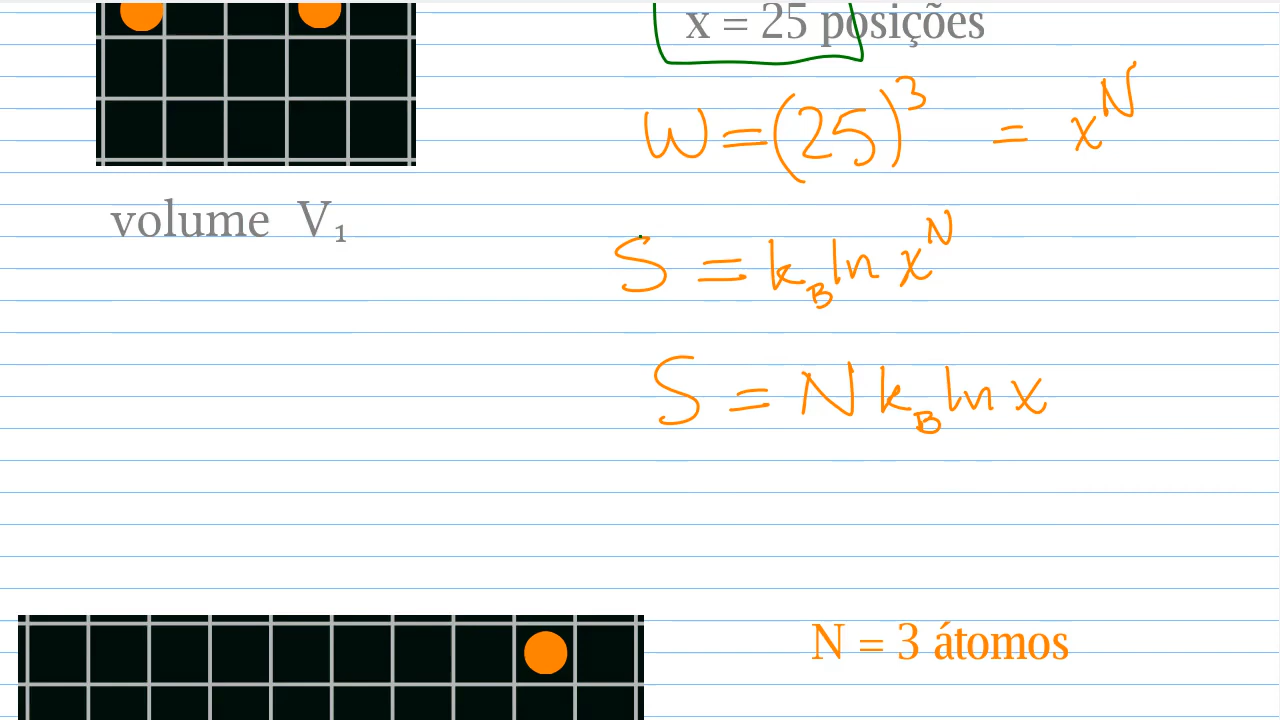 x = 25 posições
W = (25)³ = x^N
volume V₁
S = k_B ln x^N
S = N k_B ln x
N = 3 átomos